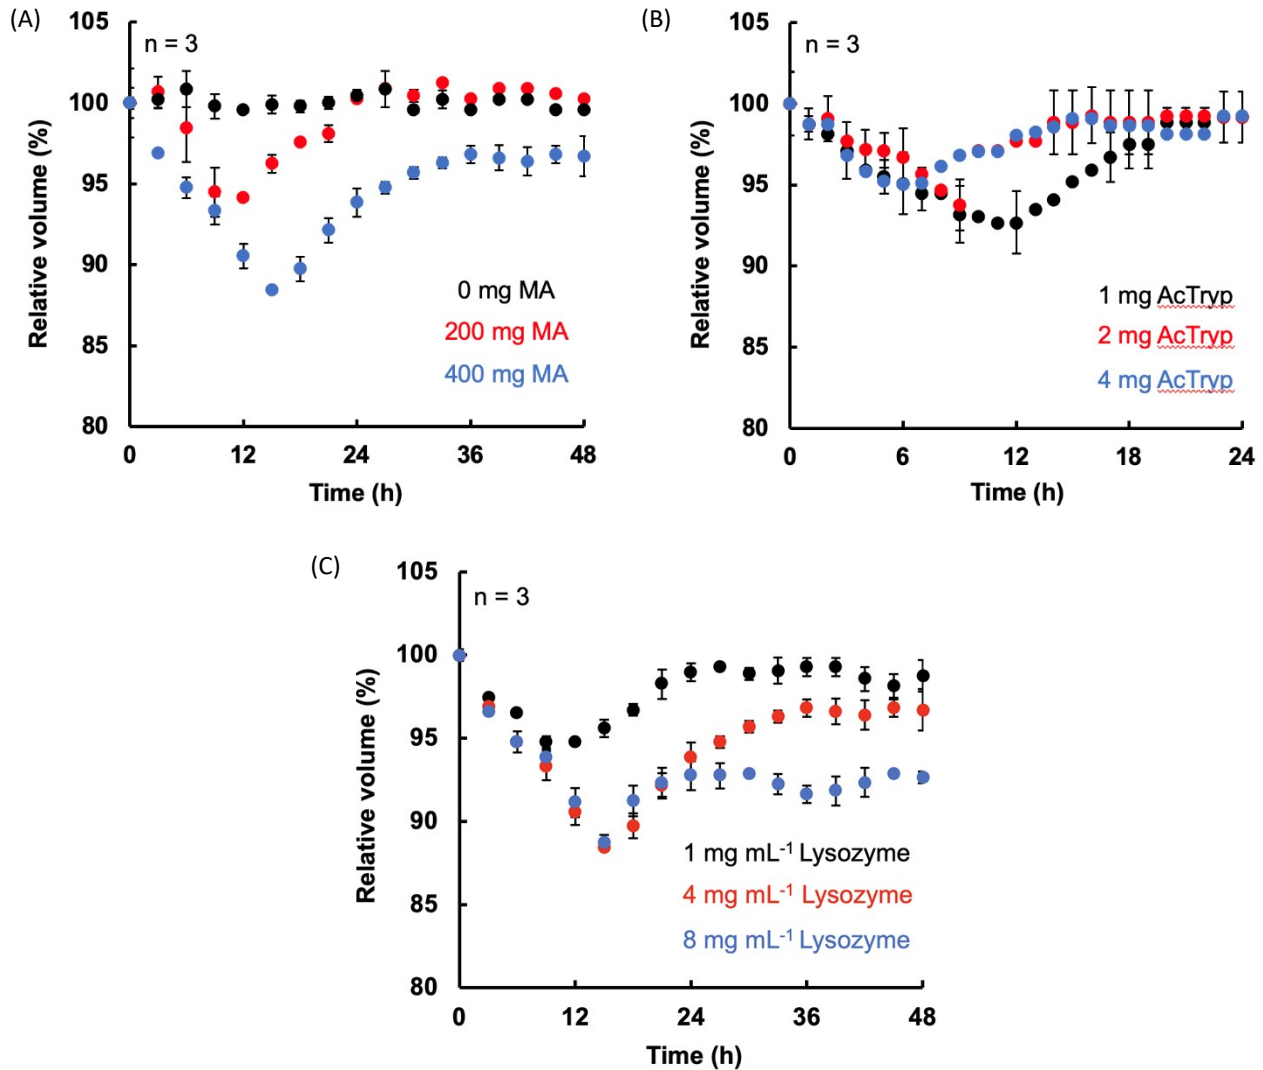 (A)
105
100
95
90
85
80
Relative volume (%)
n = 3
0 mg MA
200 mg MA
400 mg MA
0 12 24 36 48
Time (h)
(B)
105
100
95
90
85
80
Relative volume (%)
n = 3
1 mg AcTryp
2 mg AcTryp
4 mg AcTryp
0 6 12 18 24
Time (h)
(C)
105
100
95
90
85
80
Relative volume (%)
n = 3
1 mg mL⁻¹ Lysozyme
4 mg mL⁻¹ Lysozyme
8 mg mL⁻¹ Lysozyme
0 12 24 36 48
Time (h)